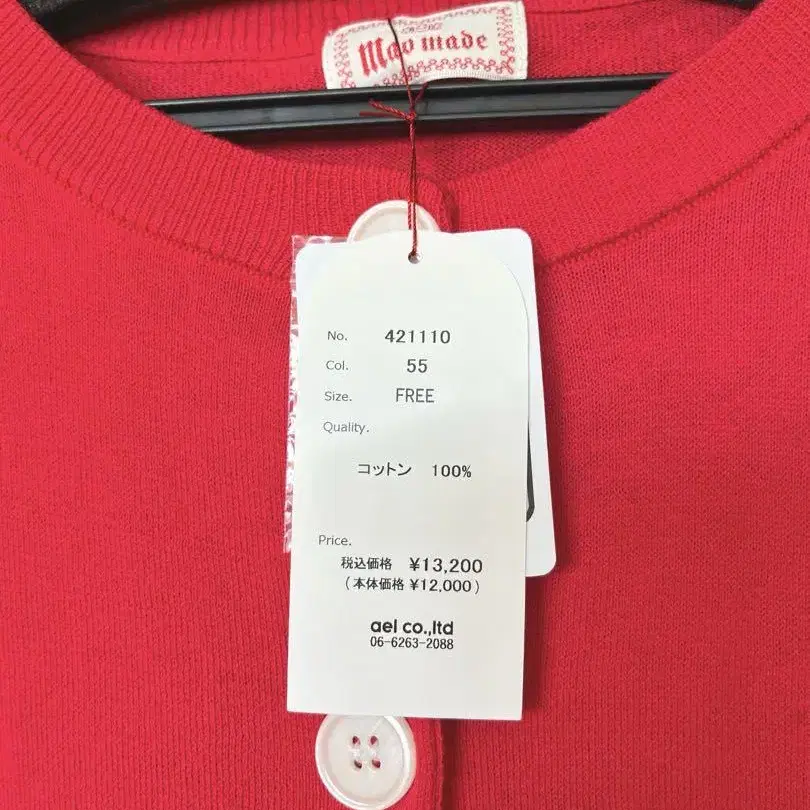 mao made
No. 421110
Col. 55
Size. FREE
Quality.
コットン 100%
Price.
税込価格 ¥13,200
(本体価格 ¥12,000)
ael co.,ltd
06-6263-2088